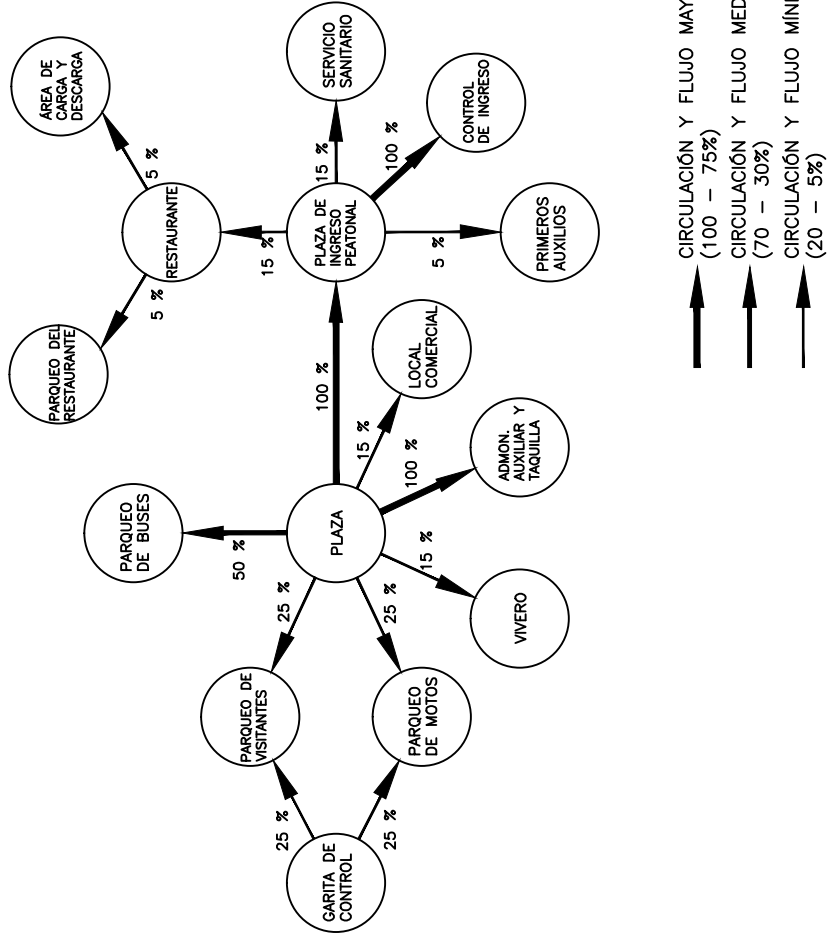 GARITA DE
CONTROL
25 %
25 %
PARQUEO DE
VISITANTES
PARQUEO
DE MOTOS
25 %
25 %
PARQUEO
DE BUSES
50 %
PLAZA
15 %
VIVERO
100 %
ADMON.
AUXILIAR Y
TAQUILLA
15 %
LOCAL
COMERCIAL
100 %
PARQUEO DEL
RESTAURANTE
5 %
RESTAURANTE
5 %
ÁREA DE
CARGA Y
DESCARGA
15 %
PLAZA DE
INGRESO
PEATONAL
5 %
PRIMEROS
AUXILIOS
100 %
CONTROL
DE INGRESO
15 %
SERVICIO
SANITARIO
CIRCULACIÓN Y FLUJO MAY
(100 - 75%)
CIRCULACIÓN Y FLUJO MED
(70 - 30%)
CIRCULACIÓN Y FLUJO MÍN
(20 - 5%)